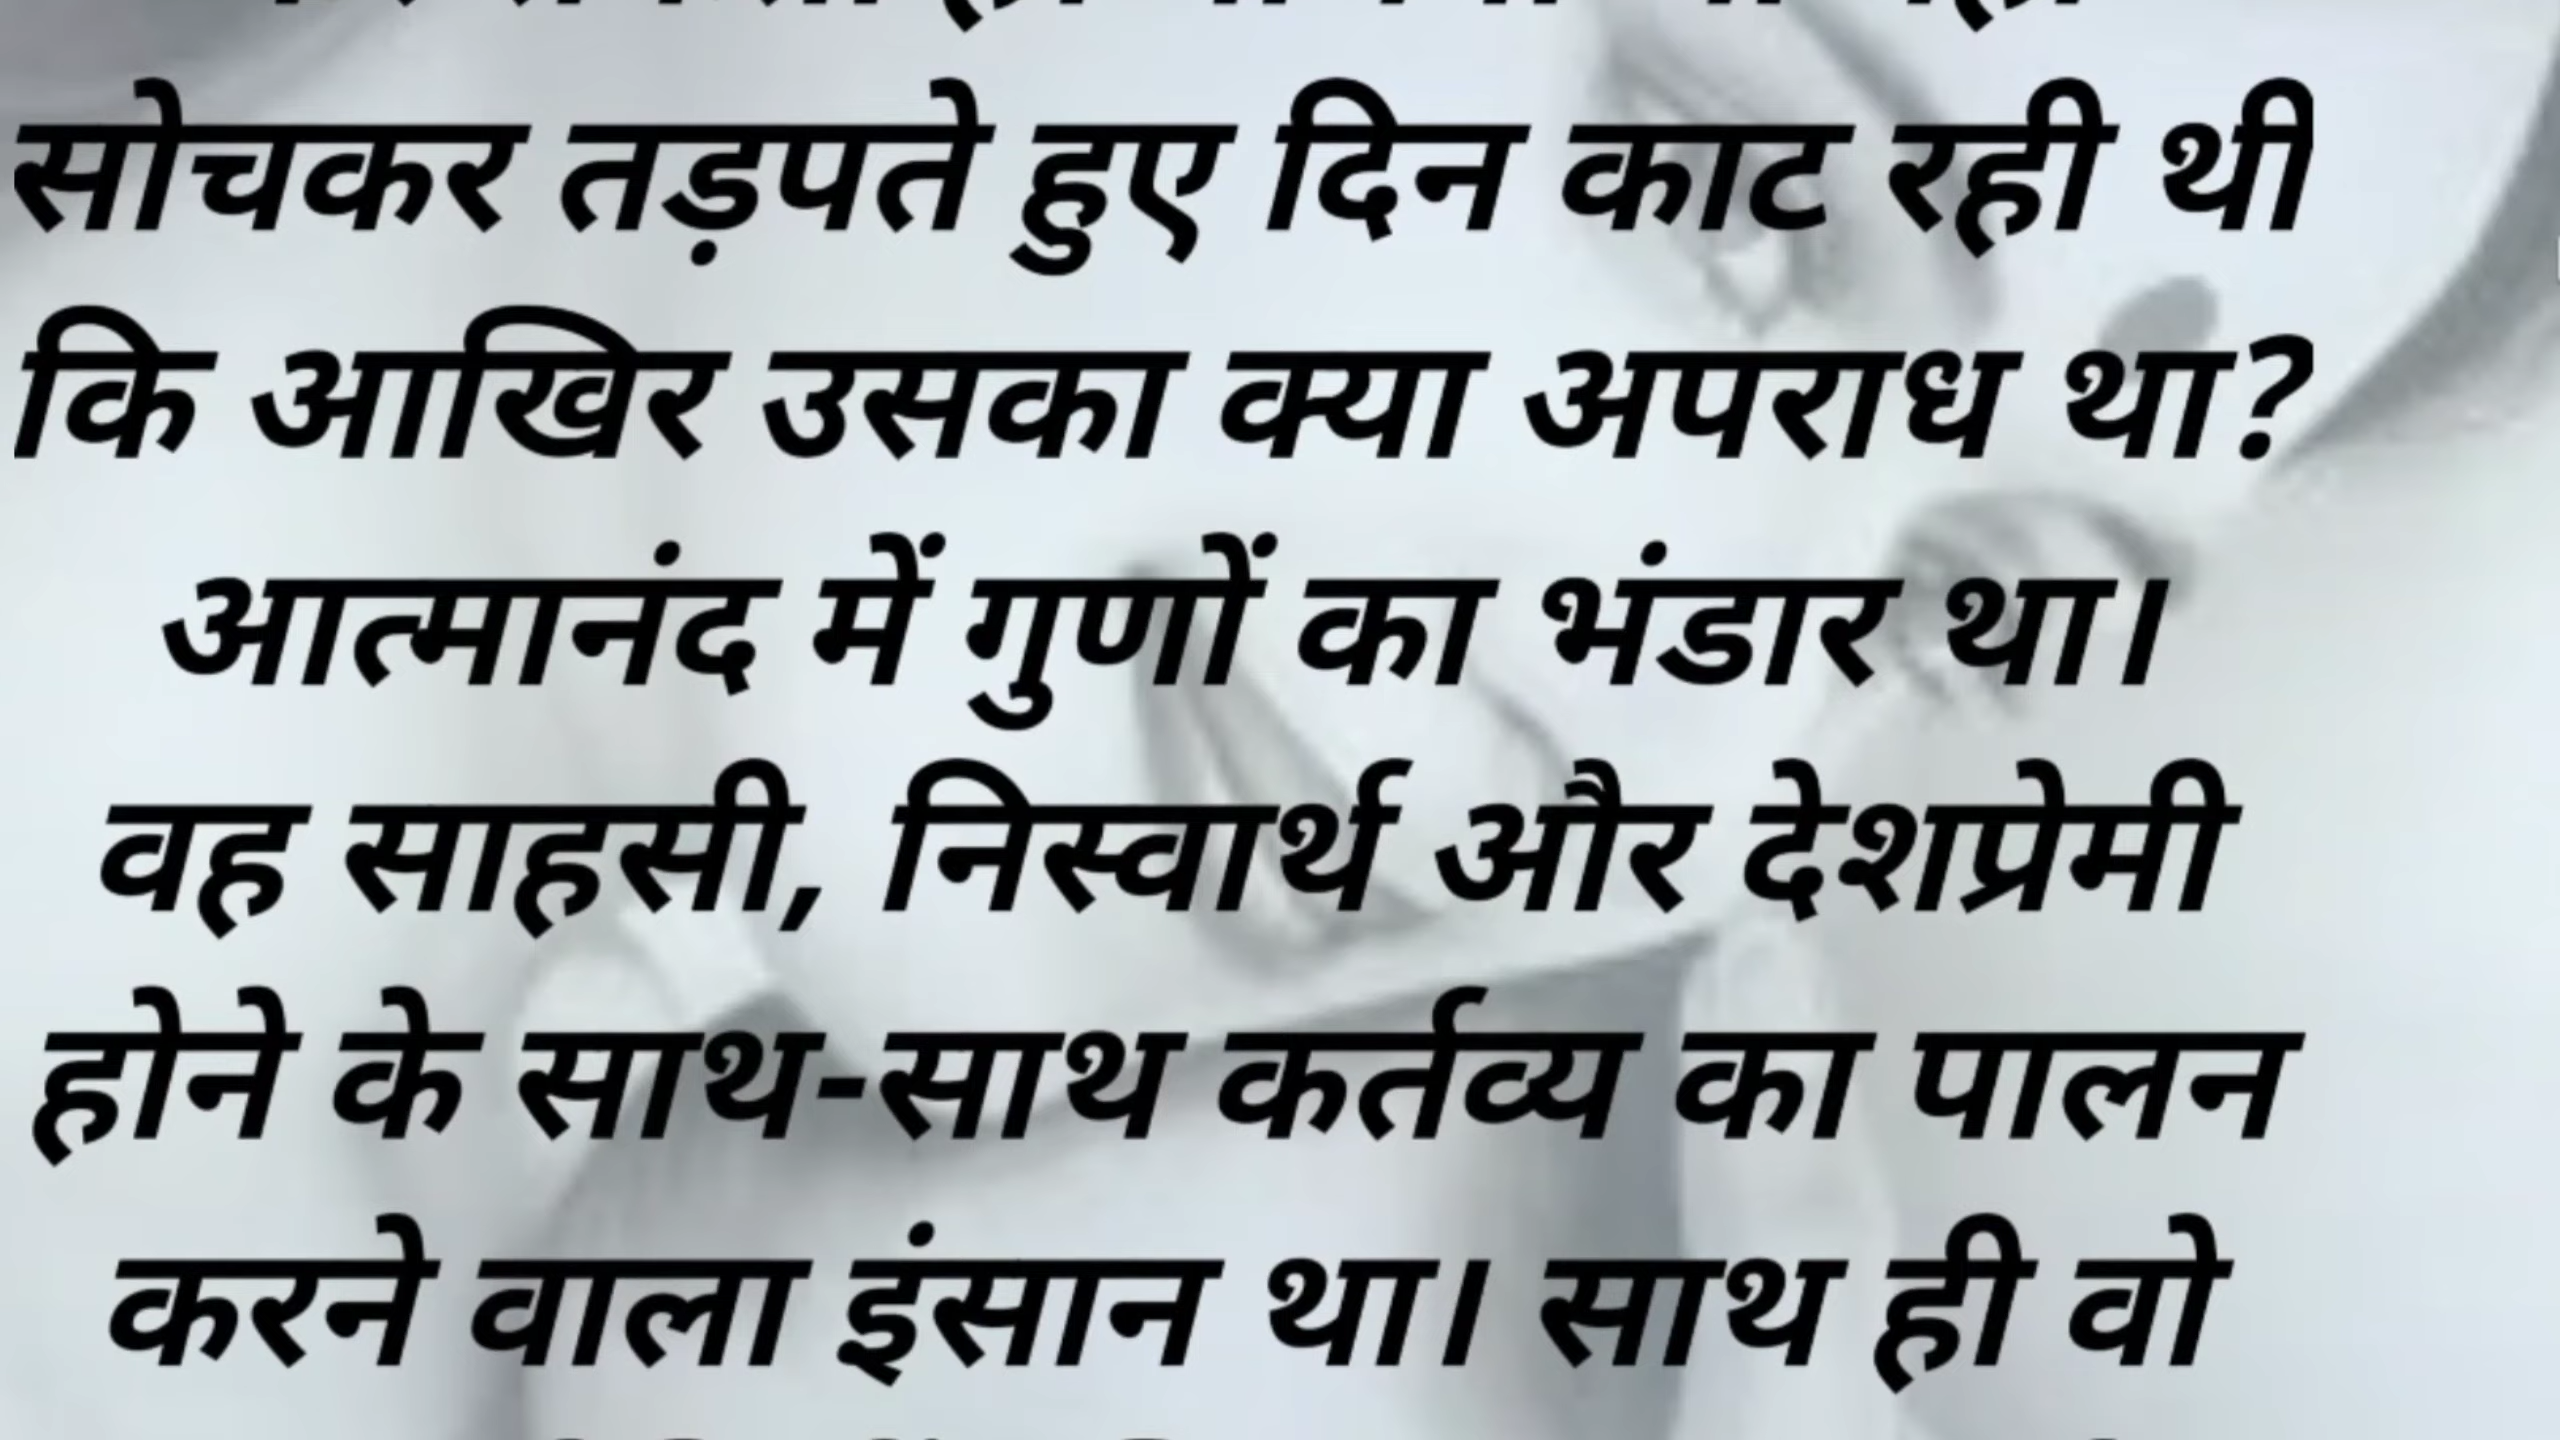 सोचकर तड़पते हुए दिन काट रही थी
कि आखिर उसका क्या अपराध था?
आत्मानंद में गुणों का भंडार था।
वह साहसी, निस्वार्थ और देशप्रेमी
होने के साथ-साथ कर्तव्य का पालन
करने वाला इंसान था। साथ ही वो